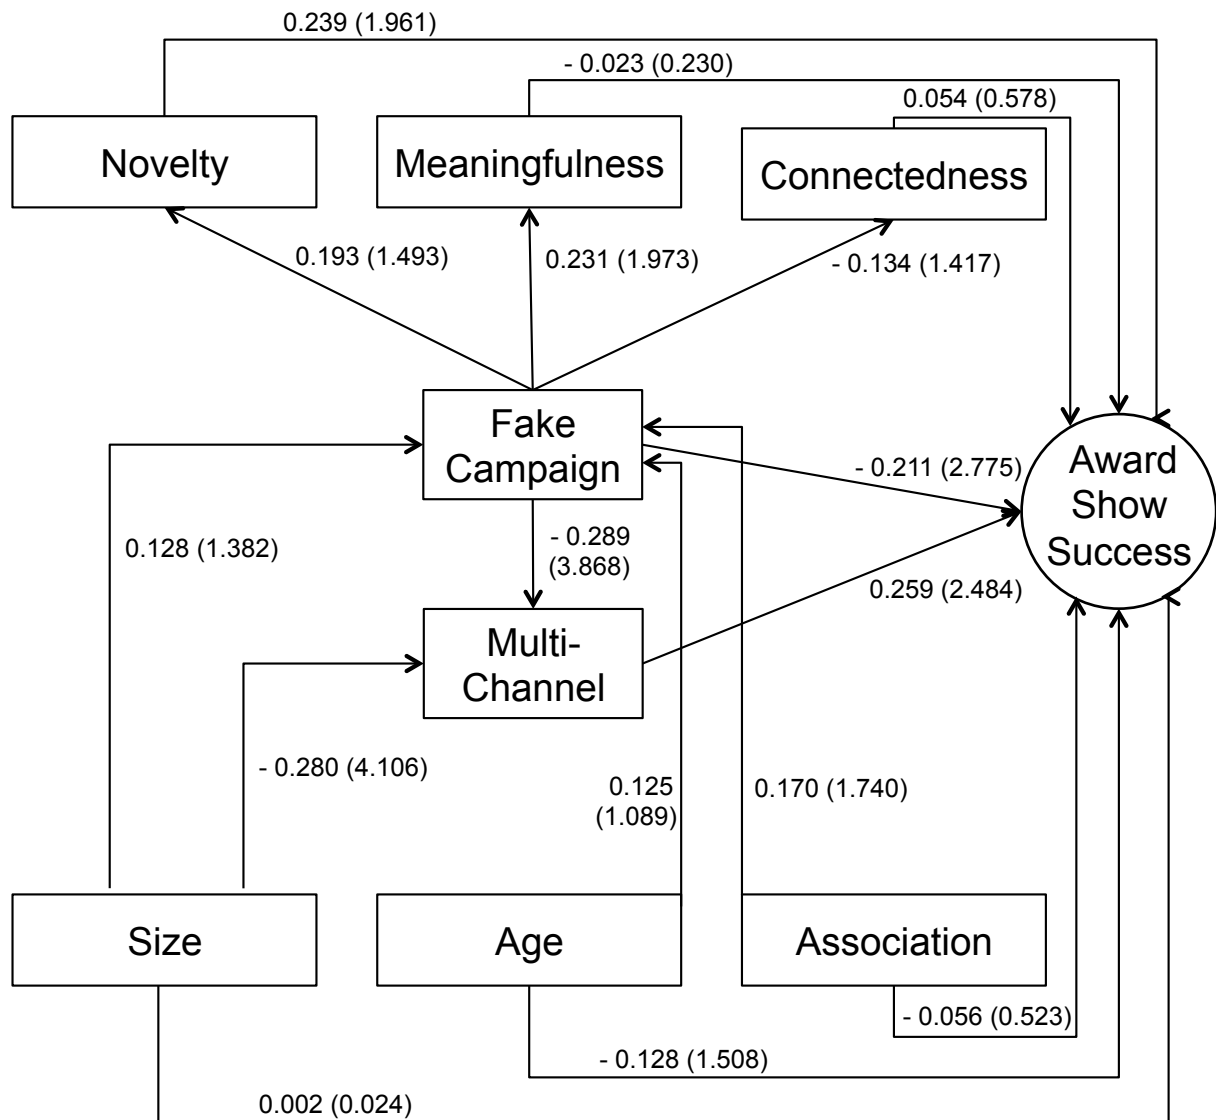 0.239 (1.961)
- 0.023 (0.230)
0.054 (0.578)
Novelty
Meaningfulness
Connectedness
0.193 (1.493)
0.231 (1.973)
- 0.134 (1.417)
Fake
Campaign
- 0.211 (2.775)
Award
Show
Success
0.128 (1.382)
- 0.289
(3.868)
0.259 (2.484)
Multi-
Channel
- 0.280 (4.106)
0.125
(1.089)
0.170 (1.740)
Size
Age
Association
- 0.056 (0.523)
- 0.128 (1.508)
0.002 (0.024)